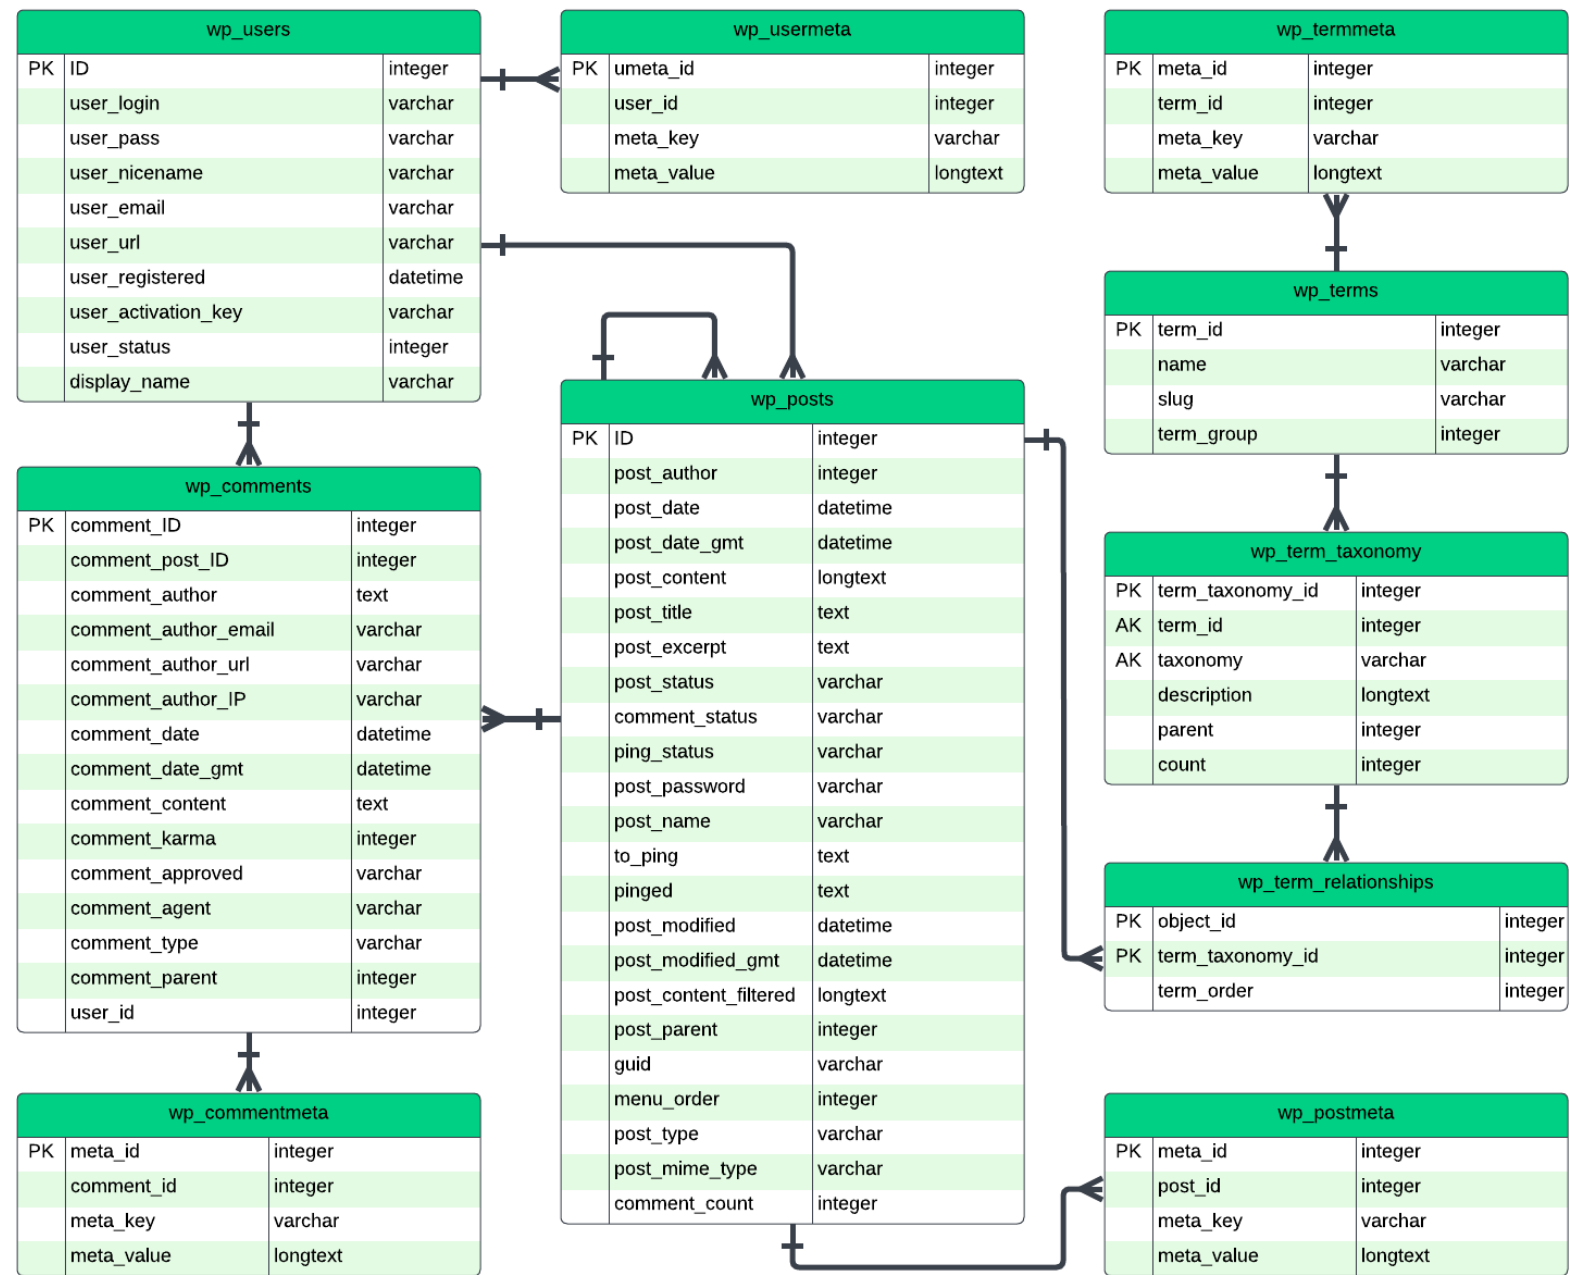 wp_users
PK ID integer
user_login varchar
user_pass varchar
user_nicename varchar
user_email varchar
user_url varchar
user_registered datetime
user_activation_key varchar
user_status integer
display_name varchar
wp_usermeta
PK umeta_id integer
user_id integer
meta_key varchar
meta_value longtext
wp_termmeta
PK meta_id integer
term_id integer
meta_key varchar
meta_value longtext
wp_terms
PK term_id integer
name varchar
slug varchar
term_group integer
wp_comments
PK comment_ID integer
comment_post_ID integer
comment_author text
comment_author_email varchar
comment_author_url varchar
comment_author_IP varchar
comment_date datetime
comment_date_gmt datetime
comment_content text
comment_karma integer
comment_approved varchar
comment_agent varchar
comment_type varchar
comment_parent integer
user_id integer
wp_posts
PK ID integer
post_author integer
post_date datetime
post_date_gmt datetime
post_content longtext
post_title text
post_excerpt text
post_status varchar
comment_status varchar
ping_status varchar
post_password varchar
post_name varchar
to_ping text
pinged text
post_modified datetime
post_modified_gmt datetime
post_content_filtered longtext
post_parent integer
guid varchar
menu_order integer
post_type varchar
post_mime_type varchar
comment_count integer
wp_term_taxonomy
PK term_taxonomy_id integer
AK term_id integer
AK taxonomy varchar
description longtext
parent integer
count integer
wp_term_relationships
PK object_id integer
PK term_taxonomy_id integer
term_order integer
wp_commentmeta
PK meta_id integer
comment_id integer
meta_key varchar
meta_value longtext
wp_postmeta
PK meta_id integer
post_id integer
meta_key varchar
meta_value longtext